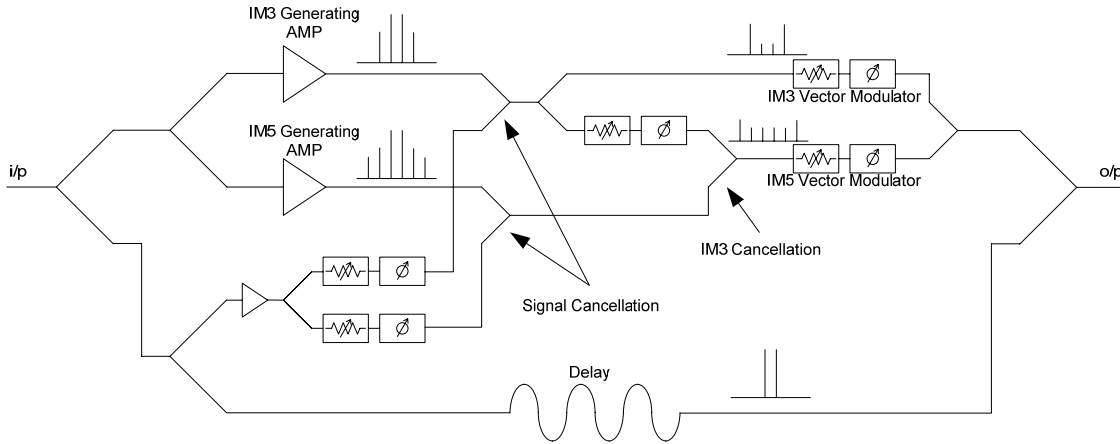 IM3 Generating
AMP
IM3 Vector Modulator
IM5 Generating
AMP
i/p
o/p
IM5 Vector Modulator
IM3 Cancellation
Signal Cancellation
Delay